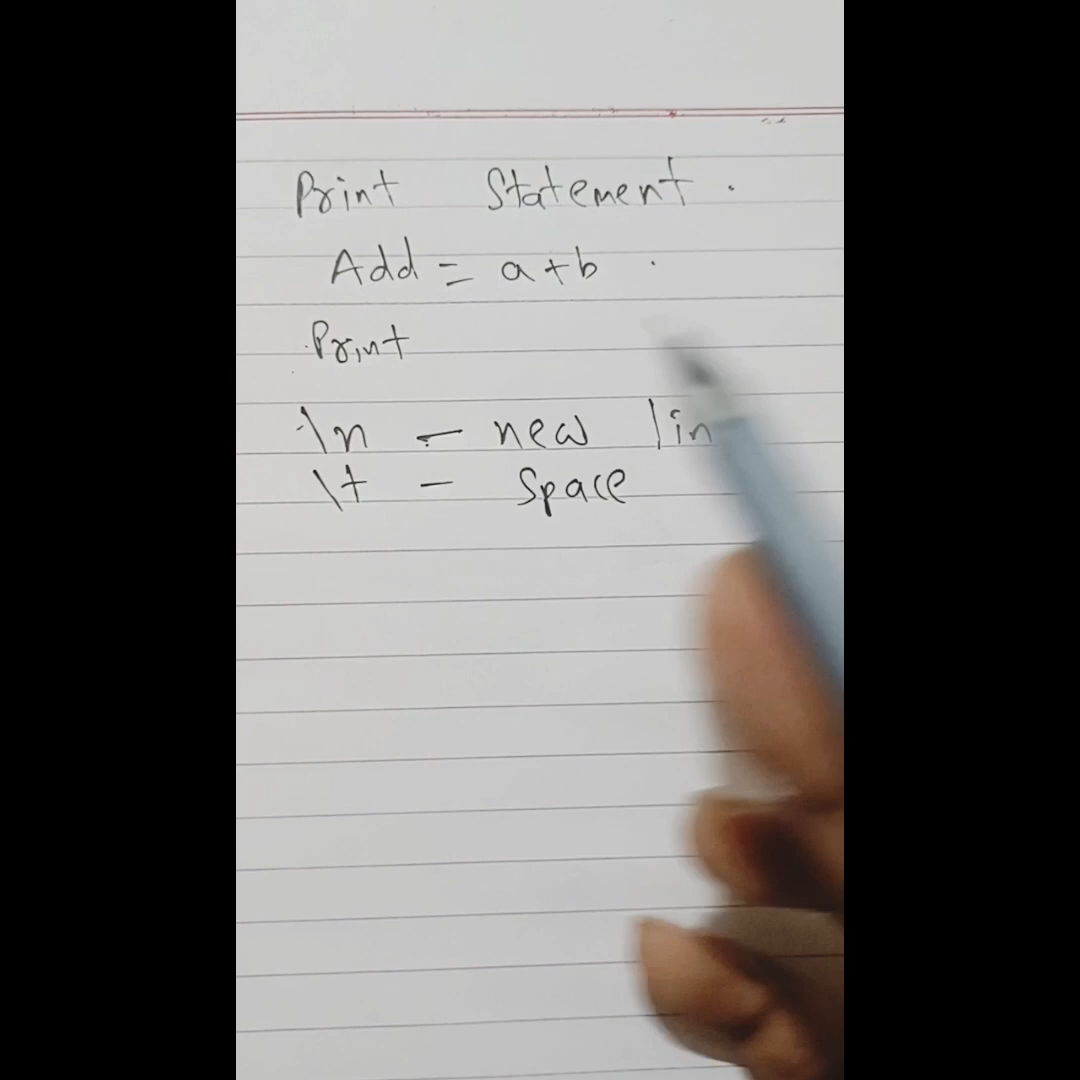 Print Statement .
Add = a+b .
Print
\n - new lin
\t - Space